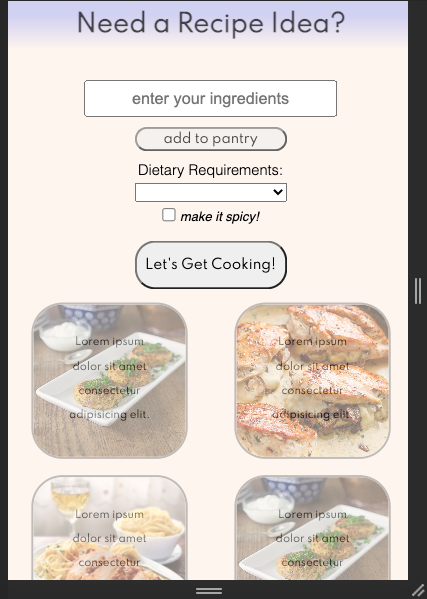 Need a Recipe Idea?
enter your ingredients
add to pantry
Dietary Requirements:
make it spicy!
Let's Get Cooking!
Lorem ipsum
dolor sit amet
consectetur
adipisicing elit.
Lorem ipsum
dolor sit amet
consectetur
adipisicing elit.
Lorem ipsum
dolor sit amet
consectetur
Lorem ipsum
dolor sit amet
consectetur